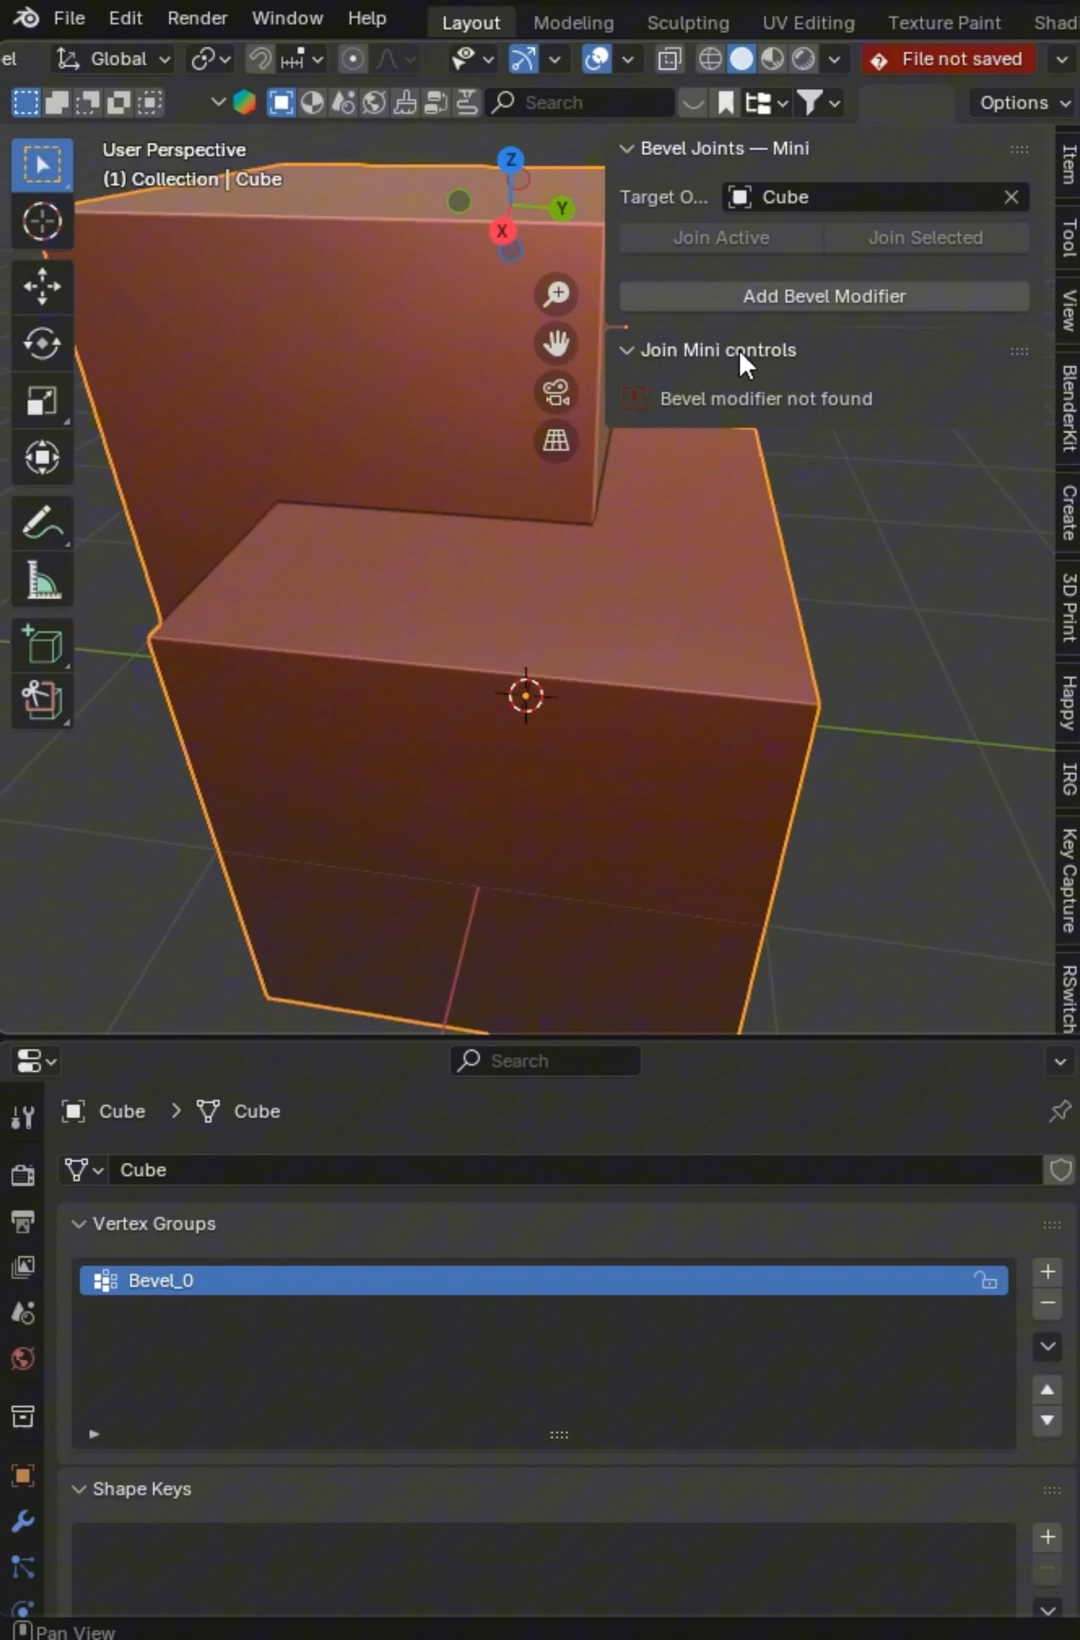 File Edit Render Window Help Layout Modeling Sculpting UV Editing Texture Paint Shad
el Global File not saved
Search Options
User Perspective
(1) Collection | Cube
Z
Y
X
Bevel Joints — Mini
Target O... Cube
Join Active Join Selected
Add Bevel Modifier
Join Mini controls
Bevel modifier not found
Item
Tool
View
BlenderKit
Create
3D Print
Happy
IRG
Key Capture
RSwitch
Search
Cube > Cube
Cube
Vertex Groups
Bevel_0
Shape Keys
Pan View